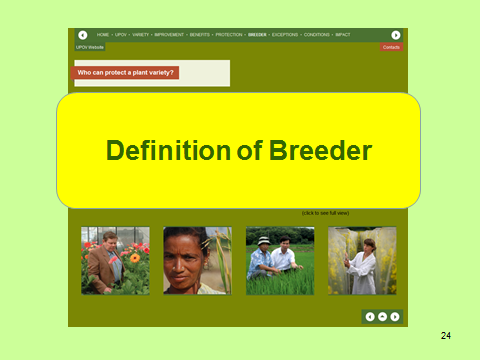 HOME • UPOV • VARIETY • IMPROVEMENT • BENEFITS • PROTECTION • BREEDER • EXCEPTIONS • CONDITIONS • IMPACT
UPOV Website
Contacts
Who can protect a plant variety?
Definition of Breeder
(click to see full view)
24